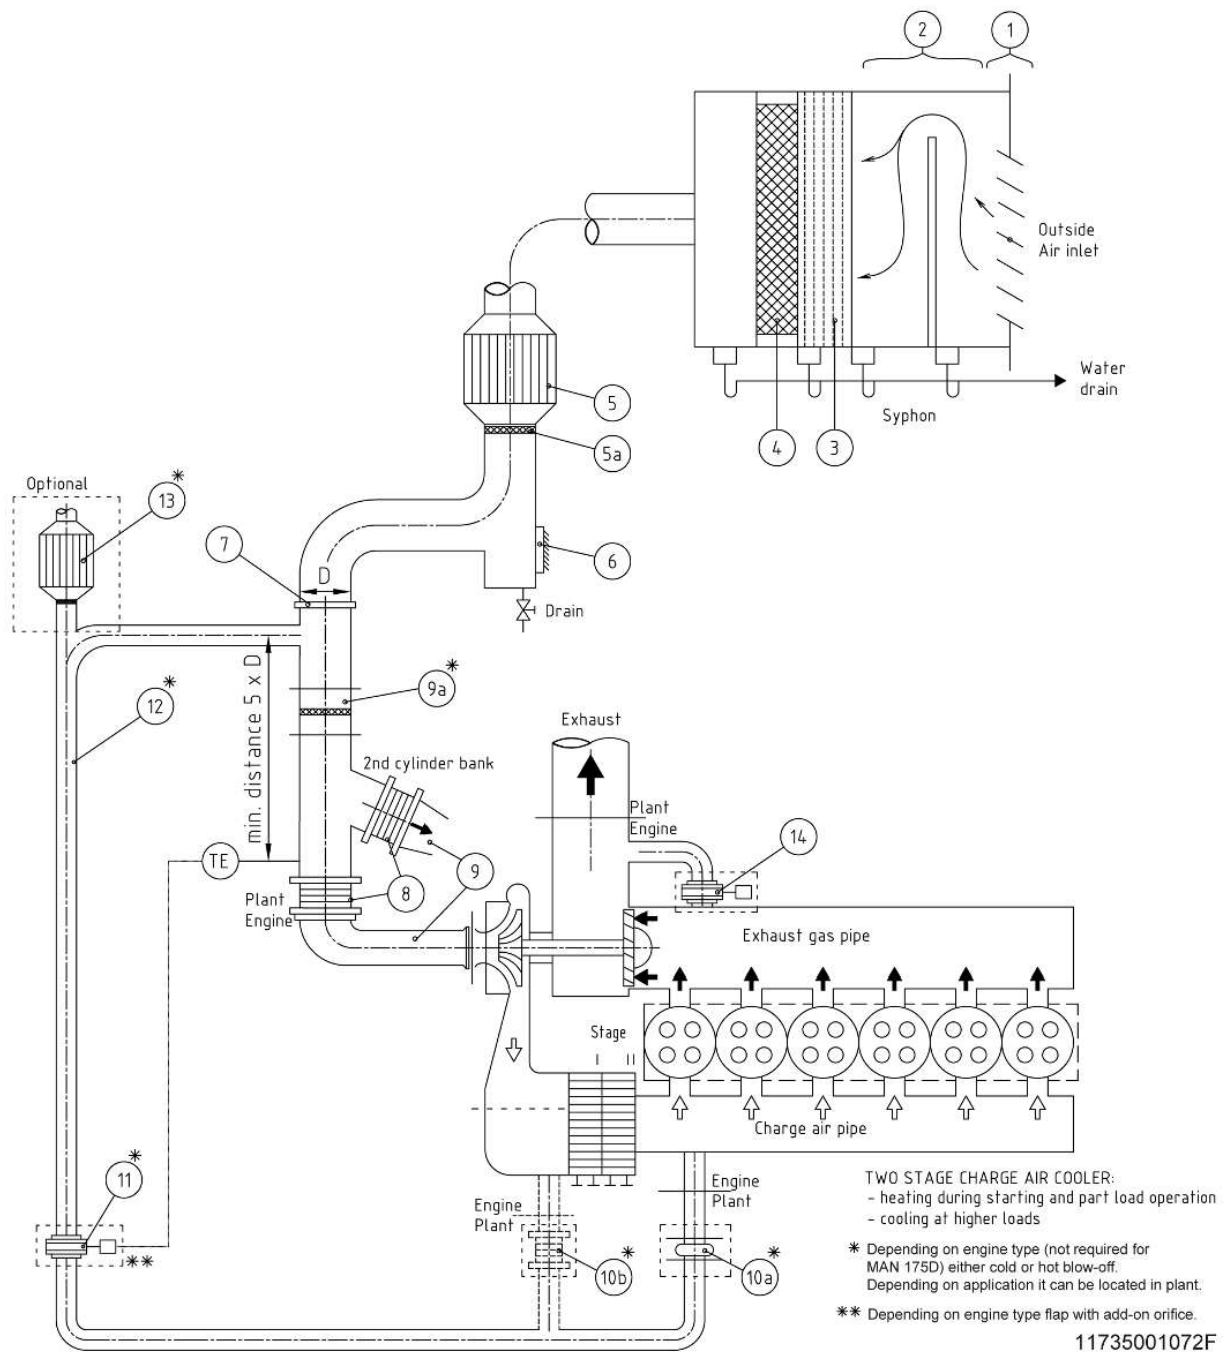 2
1
Outside
Air inlet
Water
drain
Syphon
4
3
5
5a
Optional
*
13
7
D
6
Drain
*
9a
*
12
min. distance 5 x D
Exhaust
2nd cylinder bank
Plant
Engine
14
TE
9
8
Plant
Engine
Exhaust gas pipe
Stage
I II
Charge air pipe
*
11
**
Engine
Plant
*
10b
Engine
Plant
*
10a
TWO STAGE CHARGE AIR COOLER:
- heating during starting and part load operation
- cooling at higher loads
* Depending on engine type (not required for
MAN 175D) either cold or hot blow-off.
Depending on application it can be located in plant.
** Depending on engine type flap with add-on orifice.
11735001072F